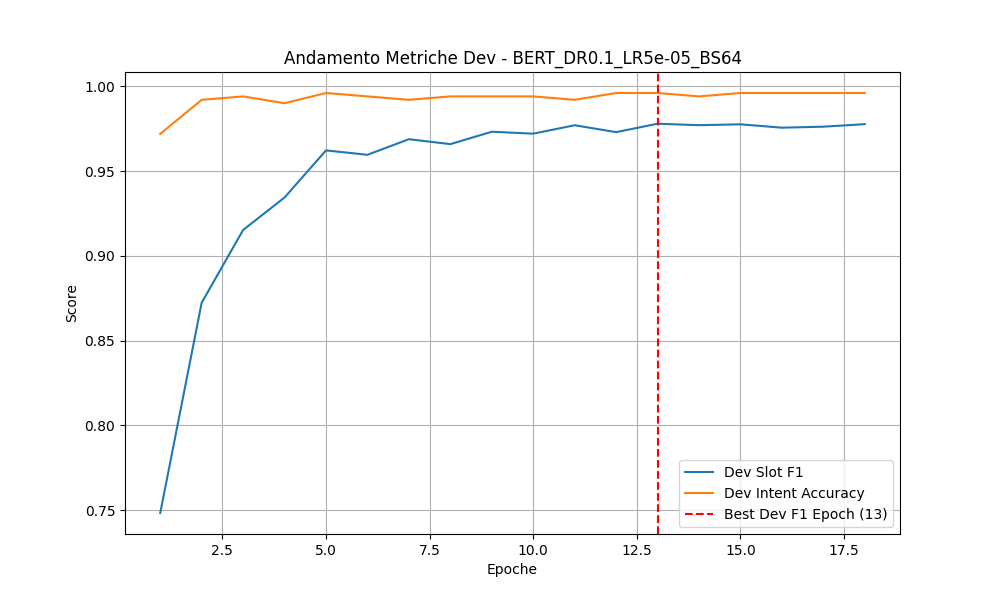 Andamento Metriche Dev - BERT_DR0.1_LR5e-05_BS64
1.00
0.95
0.90
0.85
0.80
0.75
Score
2.5
5.0
7.5
10.0
12.5
15.0
17.5
Epoche
Dev Slot F1
Dev Intent Accuracy
Best Dev F1 Epoch (13)